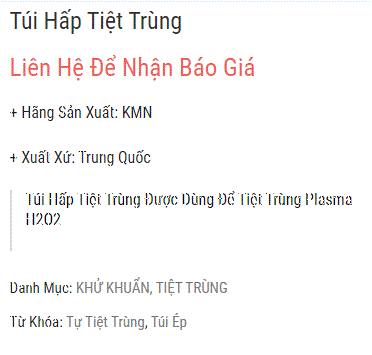 Túi Hấp Tiệt Trùng
Liên Hệ Để Nhận Báo Giá
+ Hãng Sản Xuất: KMN
+ Xuất Xứ: Trung Quốc
Túi Hấp Tiệt Trùng Được Dùng Để Tiệt Trùng Plasma
H2O2
Danh Mục: KHỬ KHUẨN, TIỆT TRÙNG
Từ Khóa: Tự Tiệt Trùng, Túi Ép